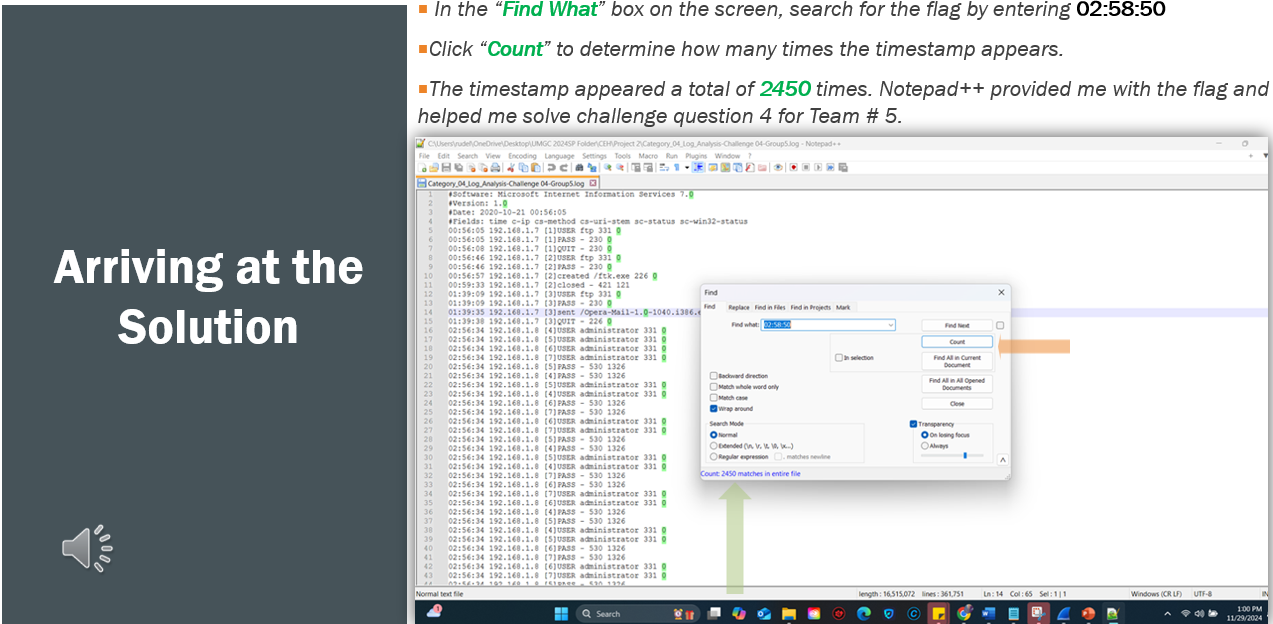 In the “Find What” box on the screen, search for the flag by entering 02:58:50
Click “Count” to determine how many times the timestamp appears.
The timestamp appeared a total of 2450 times. Notepad++ provided me with the flag and
helped me solve challenge question 4 for Team # 5.
Arriving at the
Solution
C:\Users\rudel\OneDrive\Desktop\UMGC 2024SP Folder\CEH\Project 2\Category_04_Log_Analysis-Challenge 04-Group5.log - Notepad++
File Edit Search View Encoding Language Settings Tools Macro Run Plugins Window ?
Category_04_Log_Analysis-Challenge 04-Group5.log
1 #Software: Microsoft Internet Information Services 7.0
2 #Version: 1.0
3 #Date: 2020-10-21 00:56:05
4 #Fields: time c-ip cs-method cs-uri-stem sc-status sc-win32-status
5 00:56:05 192.168.1.7 [1]USER ftp 331 0
6 00:56:05 192.168.1.7 [1]PASS - 230 0
7 00:56:08 192.168.1.7 [1]QUIT - 230 0
8 00:56:46 192.168.1.7 [2]USER ftp 331 0
9 00:56:46 192.168.1.7 [2]PASS - 230 0
10 00:56:57 192.168.1.7 [2]created /ftk.exe 226 0
11 00:59:33 192.168.1.7 [2]closed - 421 121
12 01:39:09 192.168.1.7 [3]USER ftp 331 0
13 01:39:09 192.168.1.7 [3]PASS - 230 0
14 01:39:35 192.168.1.7 [3]sent /Opera-Mail-1.0-1040.i386.e
15 01:39:38 192.168.1.7 [3]QUIT - 226 0
16 02:56:34 192.168.1.8 [4]USER administrator 331 0
17 02:56:34 192.168.1.8 [5]USER administrator 331 0
18 02:56:34 192.168.1.8 [6]USER administrator 331 0
19 02:56:34 192.168.1.8 [7]USER administrator 331 0
20 02:56:34 192.168.1.8 [5]PASS - 530 1326
21 02:56:34 192.168.1.8 [4]PASS - 530 1326
22 02:56:34 192.168.1.8 [5]USER administrator 331 0
23 02:56:34 192.168.1.8 [4]USER administrator 331 0
24 02:56:34 192.168.1.8 [6]PASS - 530 1326
25 02:56:34 192.168.1.8 [7]PASS - 530 1326
26 02:56:34 192.168.1.8 [6]USER administrator 331 0
27 02:56:34 192.168.1.8 [7]USER administrator 331 0
28 02:56:34 192.168.1.8 [5]PASS - 530 1326
29 02:56:34 192.168.1.8 [4]PASS - 530 1326
30 02:56:34 192.168.1.8 [5]USER administrator 331 0
31 02:56:34 192.168.1.8 [4]USER administrator 331 0
32 02:56:34 192.168.1.8 [7]PASS - 530 1326
33 02:56:34 192.168.1.8 [6]PASS - 530 1326
34 02:56:34 192.168.1.8 [7]USER administrator 331 0
35 02:56:34 192.168.1.8 [6]USER administrator 331 0
36 02:56:34 192.168.1.8 [4]PASS - 530 1326
37 02:56:34 192.168.1.8 [5]PASS - 530 1326
38 02:56:34 192.168.1.8 [4]USER administrator 331 0
39 02:56:34 192.168.1.8 [5]USER administrator 331 0
40 02:56:34 192.168.1.8 [6]PASS - 530 1326
41 02:56:34 192.168.1.8 [7]PASS - 530 1326
42 02:56:34 192.168.1.8 [6]USER administrator 331 0
43 02:56:34 192.168.1.8 [7]USER administrator 331 0
Find
Find Replace Find in Files Find in Projects Mark
Find what: 02:58:50 Find Next
Count
In selection Find All in Current
Document
Backward direction
Match whole word only
Find All in All Opened
Documents
Match case
Close
Wrap around
Search Mode
Transparency
Normal
On losing focus
Extended (\n, \r, \t, \0, \x...)
Always
Regular expression . matches newline
Count: 2450 matches in entire file
Normal text file length : 16,515,072 lines : 361,751 Ln : 14 Col : 65 Sel : 1 | 1 Windows (CR LF) UTF-8 IN
Search
1:00 PM
11/29/2024